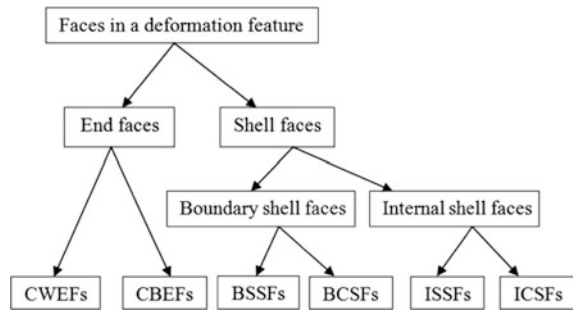 Faces in a deformation feature
End faces
Shell faces
Boundary shell faces
Internal shell faces
CWEFs
CBEFs
BSSFs
BCSFs
ISSFs
ICSFs